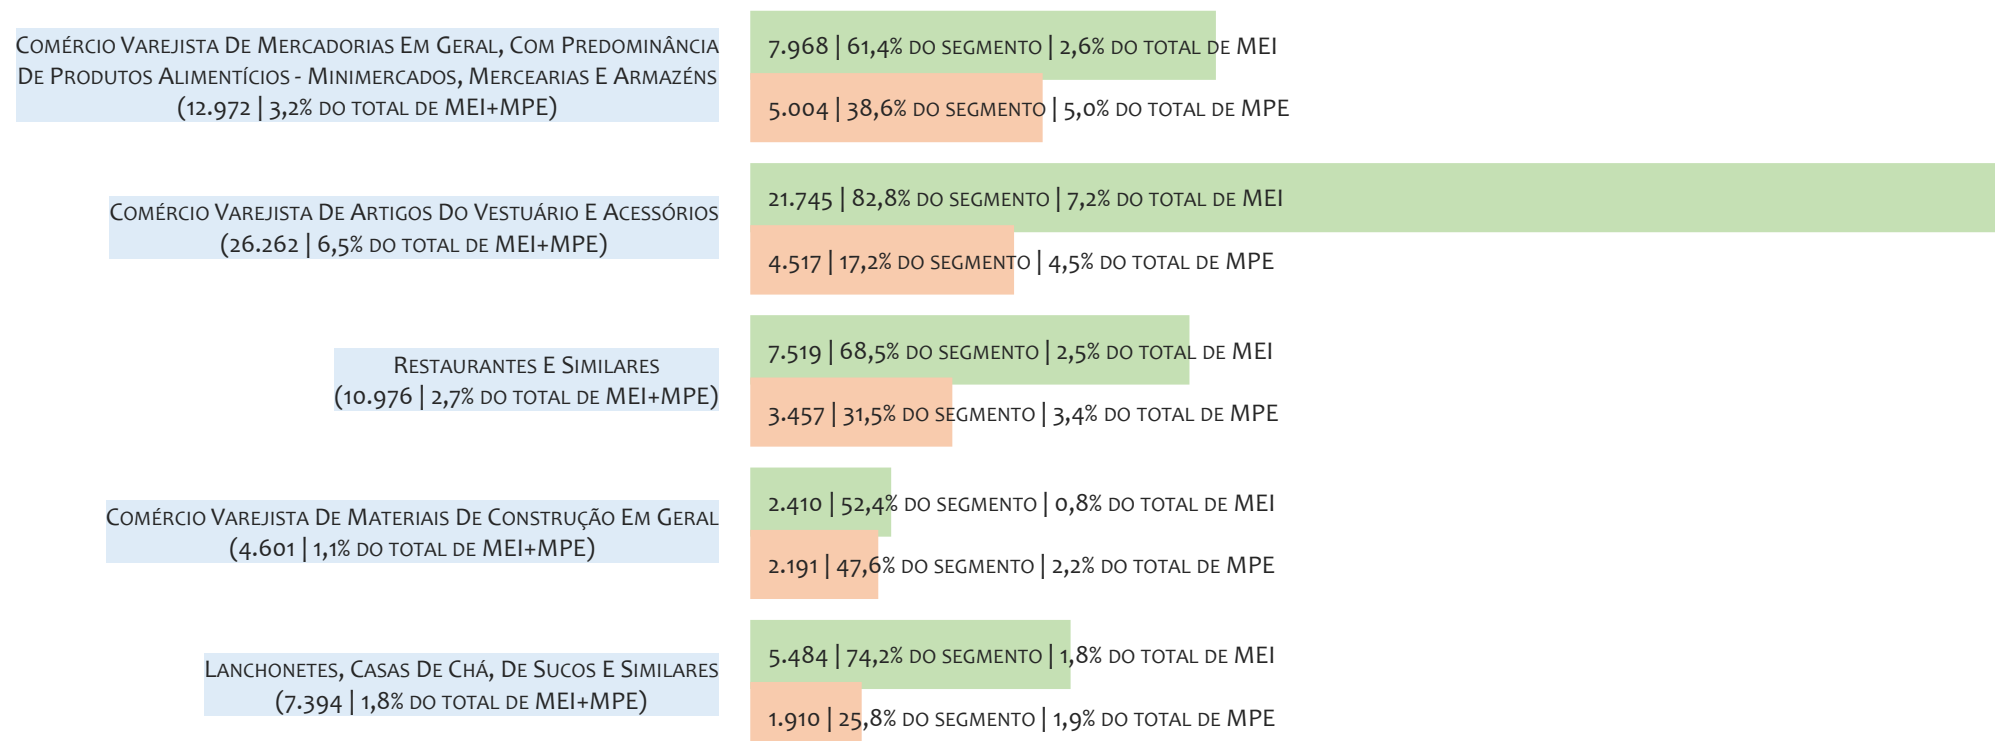 Comércio Varejista De Mercadorias Em Geral, Com Predominância
De Produtos Alimentícios - Minimercados, Mercearias E Armazéns
(12.972 | 3,2% do total de MEI+MPE)
7.968 | 61,4% do segmento | 2,6% do total de MEI
5.004 | 38,6% do segmento | 5,0% do total de MPE
Comércio Varejista De Artigos Do Vestuário E Acessórios
(26.262 | 6,5% do total de MEI+MPE)
21.745 | 82,8% do segmento | 7,2% do total de MEI
4.517 | 17,2% do segmento | 4,5% do total de MPE
Restaurantes E Similares
(10.976 | 2,7% do total de MEI+MPE)
7.519 | 68,5% do segmento | 2,5% do total de MEI
3.457 | 31,5% do segmento | 3,4% do total de MPE
Comércio Varejista De Materiais De Construção Em Geral
(4.601 | 1,1% do total de MEI+MPE)
2.410 | 52,4% do segmento | 0,8% do total de MEI
2.191 | 47,6% do segmento | 2,2% do total de MPE
Lanchonetes, Casas De Chá, De Sucos E Similares
(7.394 | 1,8% do total de MEI+MPE)
5.484 | 74,2% do segmento | 1,8% do total de MEI
1.910 | 25,8% do segmento | 1,9% do total de MPE